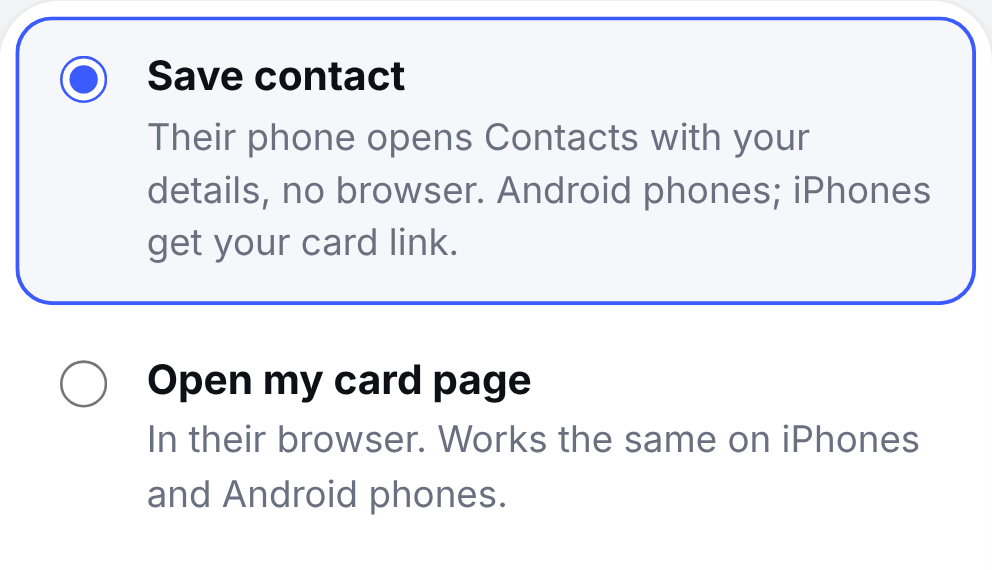 Save contact
Their phone opens Contacts with your
details, no browser. Android phones; iPhones
get your card link.
Open my card page
In their browser. Works the same on iPhones
and Android phones.